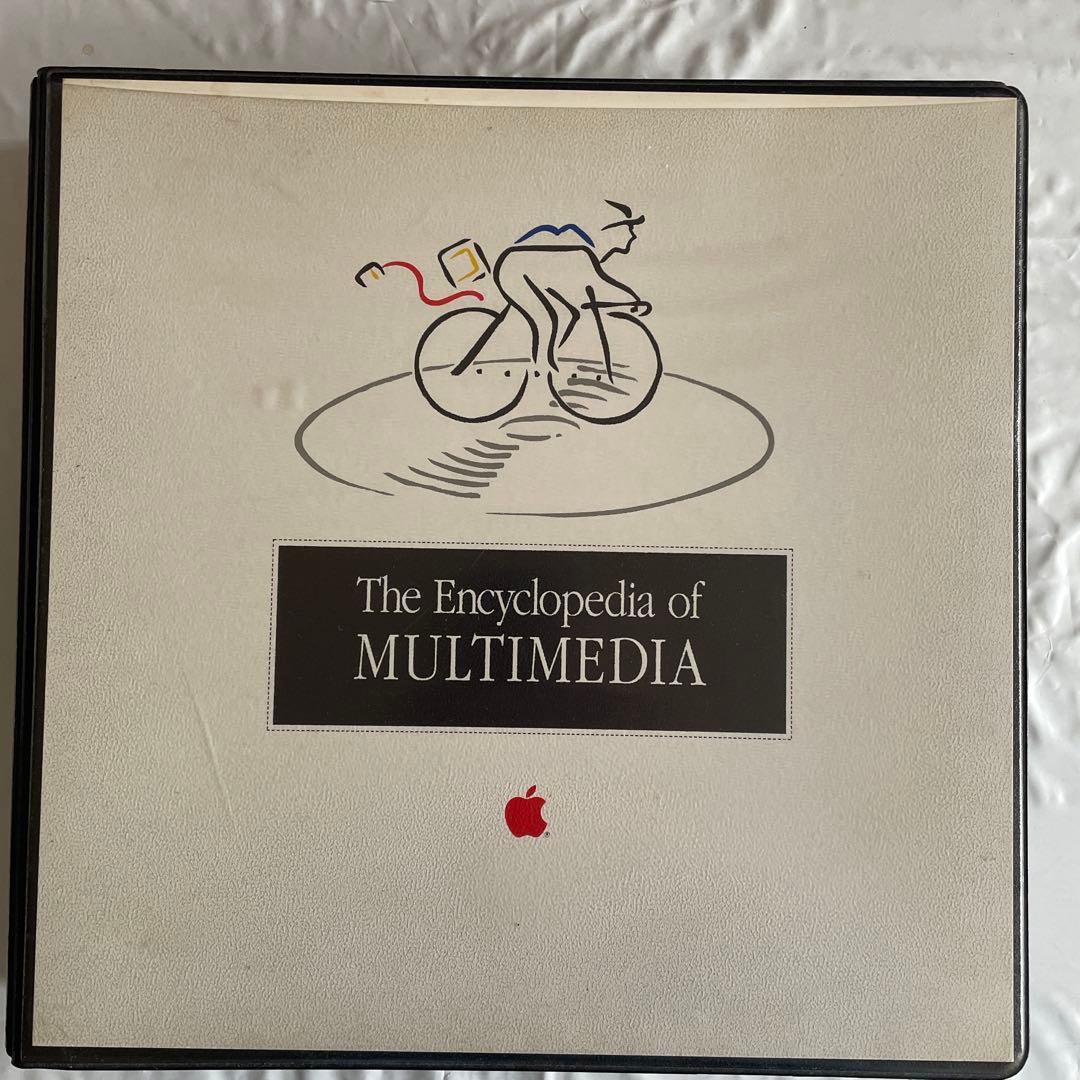 The Encyclopedia of
MULTIMEDIA
®